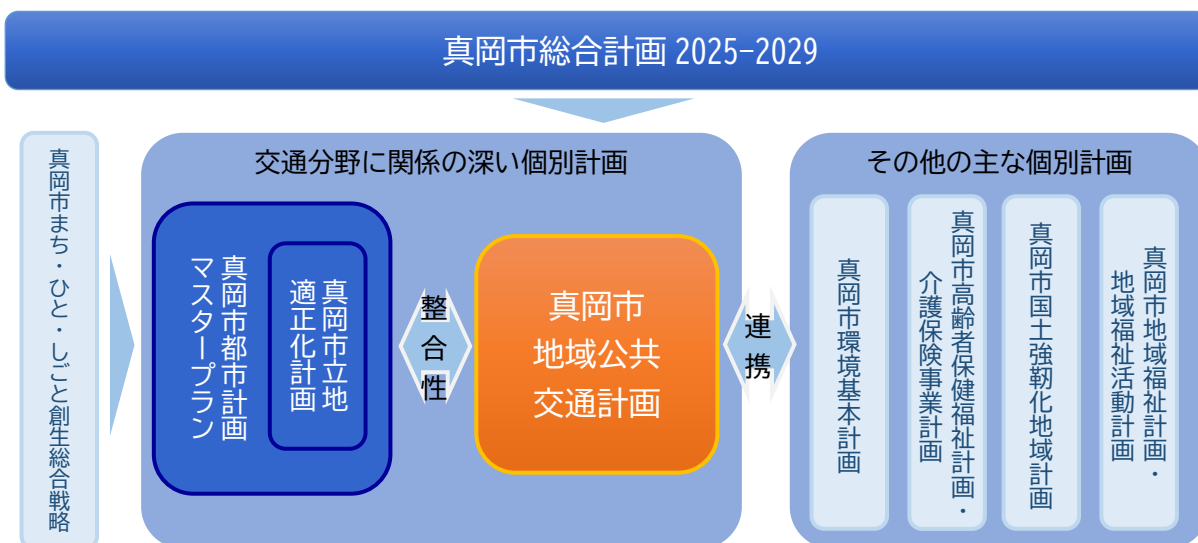 真岡市総合計画 2025-2029
真岡市まち・ひと・しごと創生総合戦略
交通分野に関係の深い個別計画
真岡市都市計画
マスタープラン
真岡市立地
適正化計画
整合性
真岡市
地域公共
交通計画
連携
その他の主な個別計画
真岡市環境基本計画
真岡市高齢者保健福祉計画・
介護保険事業計画
真岡市国土強靭化地域計画
真岡市地域福祉計画・
地域福祉活動計画